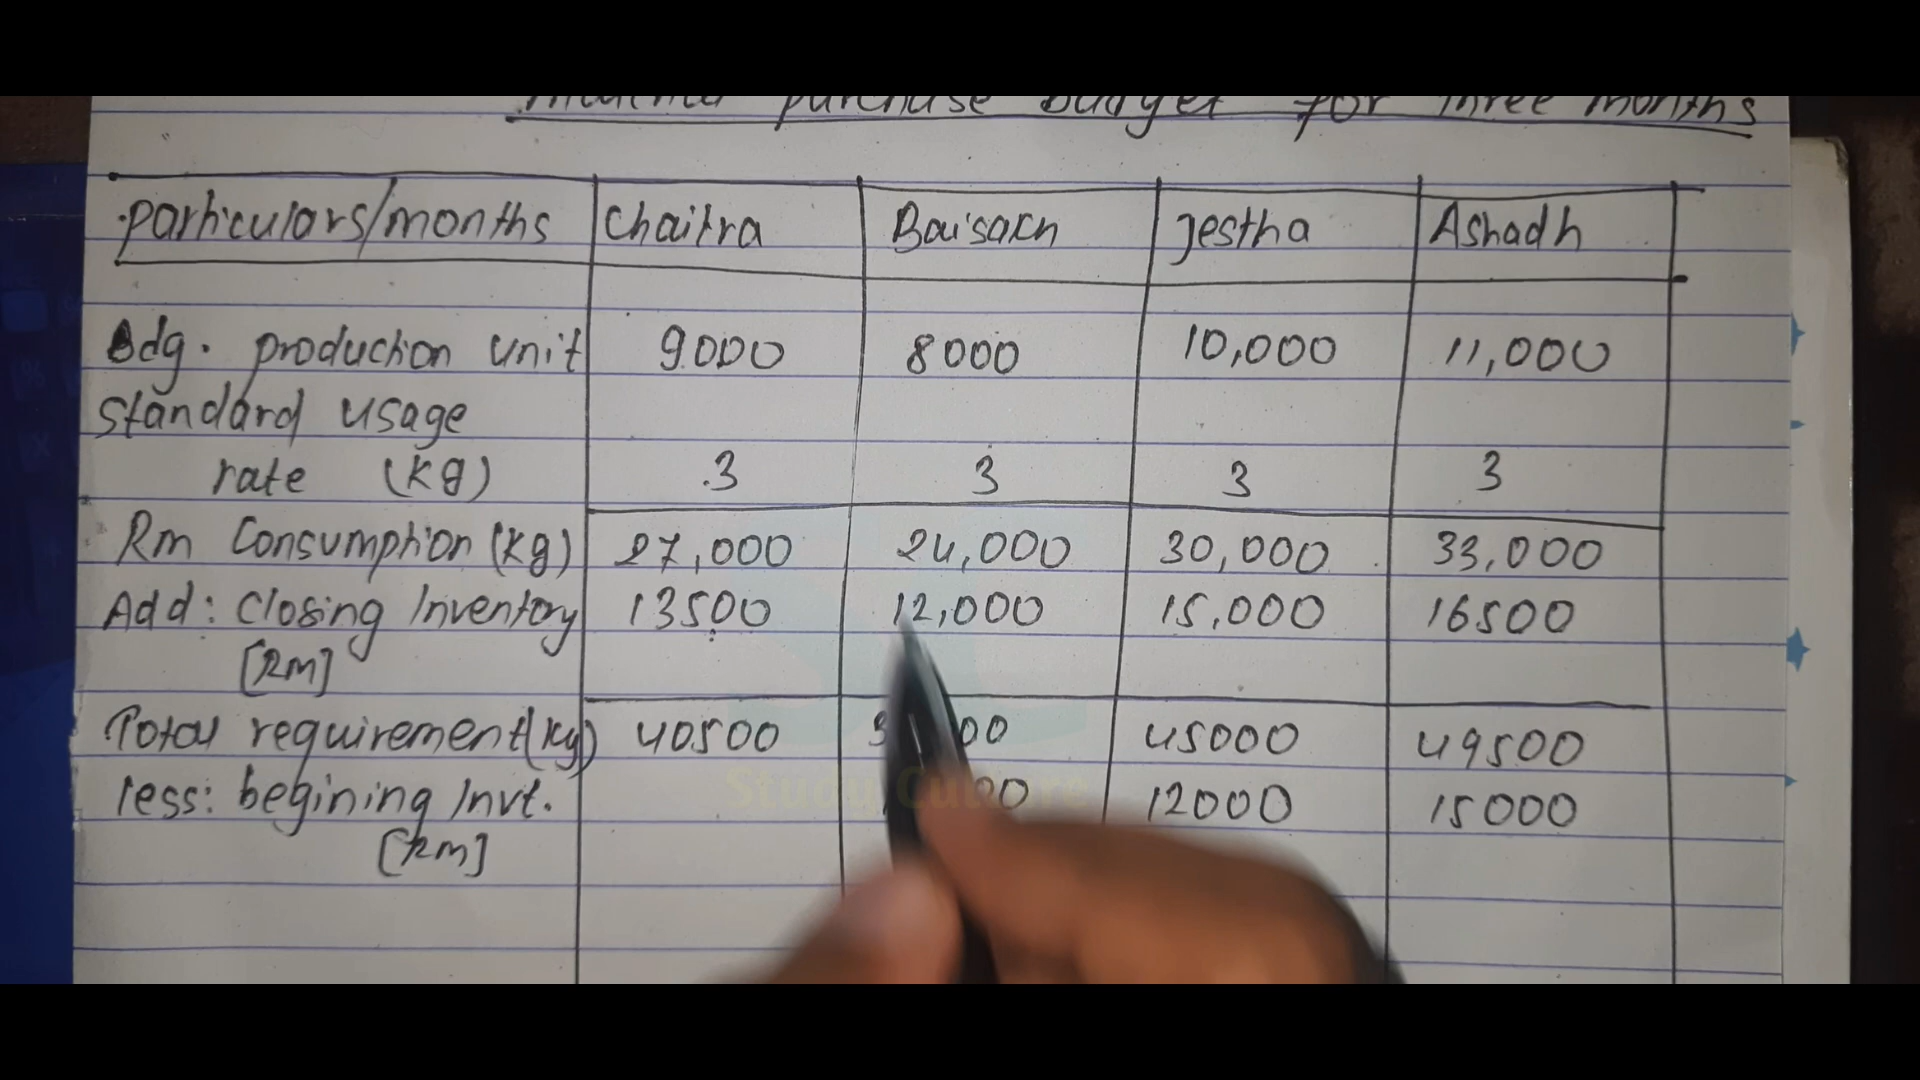 purchase budget for three months
particulars/months Chaitra Baisakh Jestha Ashadh
Bdg. production unit 9000 8000 10,000 11,000
standard usage
rate (Kg) 3 3 3 3
Rm Consumption (Kg) 27,000 24,000 30,000 33,000
Add: Closing Inventory 13500 12,000 15,000 16500
[Rm]
Total requirement (Kg) 40500 45000 49500
less: begining Invt. 12000 15000
[Rm]
Study Culture